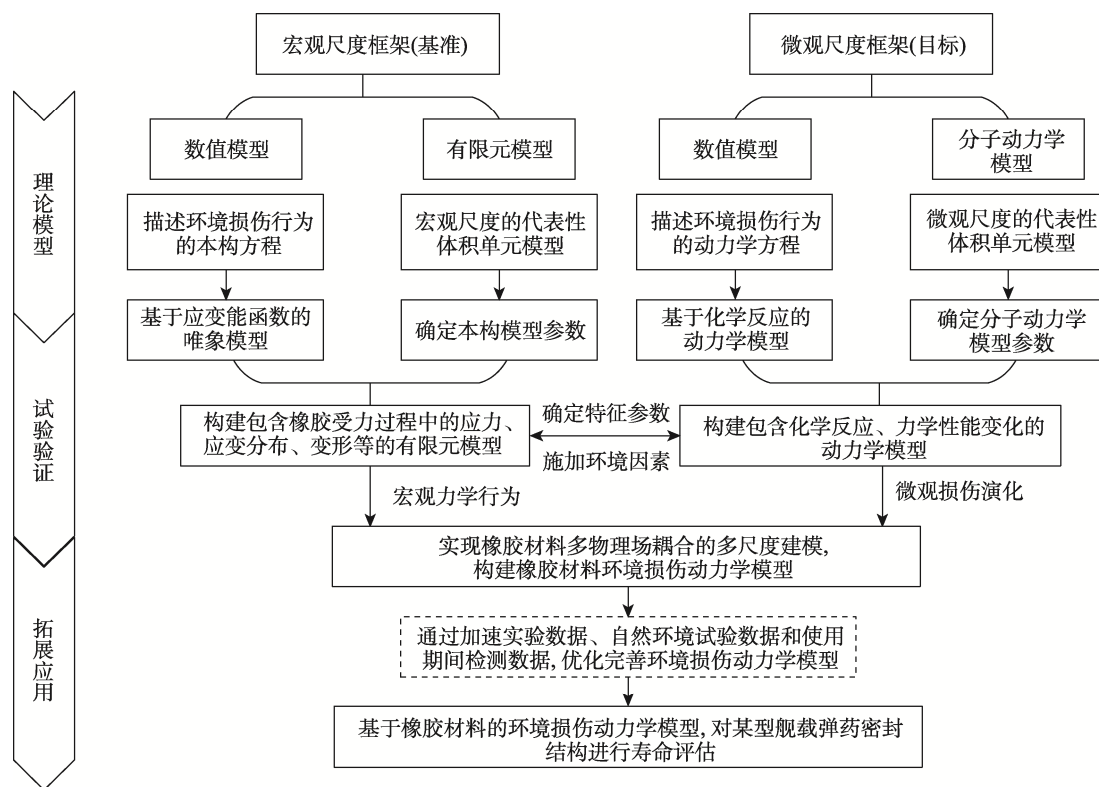 宏观尺度框架(基准)
微观尺度框架(目标)
理论模型
数值模型
有限元模型
数值模型
分子动力学
模型
描述环境损伤行为
的本构方程
宏观尺度的代表性
体积单元模型
描述环境损伤行为
的动力学方程
微观尺度的代表性
体积单元模型
基于应变能函数的
唯象模型
确定本构模型参数
基于化学反应的
动力学模型
确定分子动力学
模型参数
试验验证
构建包含橡胶受力过程中的应力、
应变分布、变形等的有限元模型
确定特征参数
施加环境因素
构建包含化学反应、力学性能变化的
动力学模型
宏观力学行为
微观损伤演化
拓展应用
实现橡胶材料多物理场耦合的多尺度建模,
构建橡胶材料环境损伤动力学模型
通过加速实验数据、自然环境试验数据和使用
期间检测数据,优化完善环境损伤动力学模型
基于橡胶材料的环境损伤动力学模型,对某型舰载弹药密封
结构进行寿命评估